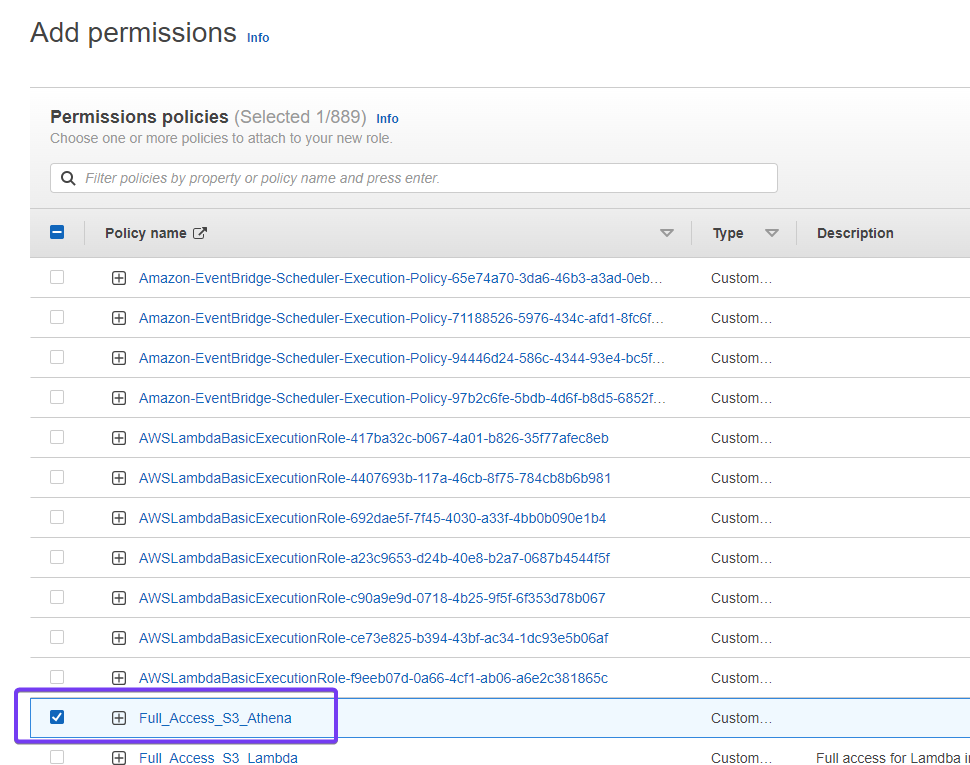 Add permissions Info
Permissions policies (Selected 1/889) Info
Choose one or more policies to attach to your new role.
Filter policies by property or policy name and press enter.
Policy name Type Description
Amazon-EventBridge-Scheduler-Execution-Policy-65e74a70-3da6-46b3-a3ad-0eb... Custom...
Amazon-EventBridge-Scheduler-Execution-Policy-71188526-5976-434c-afd1-8fc6f... Custom...
Amazon-EventBridge-Scheduler-Execution-Policy-94446d24-586c-4344-93e4-bc5f... Custom...
Amazon-EventBridge-Scheduler-Execution-Policy-97b2c6fe-5bdb-4d6f-b8d5-6852f... Custom...
AWSLambdaBasicExecutionRole-417ba32c-b067-4a01-b826-35f77afec8eb Custom...
AWSLambdaBasicExecutionRole-4407693b-117a-46cb-8f75-784cb8b6b981 Custom...
AWSLambdaBasicExecutionRole-692dae5f-7f45-4030-a33f-4bb0b090e1b4 Custom...
AWSLambdaBasicExecutionRole-a23c9653-d24b-40e8-b2a7-0687b4544f5f Custom...
AWSLambdaBasicExecutionRole-c90a9e9d-0718-4b25-9f5f-6f353d78b067 Custom...
AWSLambdaBasicExecutionRole-ce73e825-b394-43bf-ac34-1dc93e5b06af Custom...
AWSLambdaBasicExecutionRole-f9eeb07d-0a66-4cf1-ab06-a6e2c381865c Custom...
Full_Access_S3_Athena Custom...
Full_Access_S3_Lambda Custom... Full access for Lamdba in